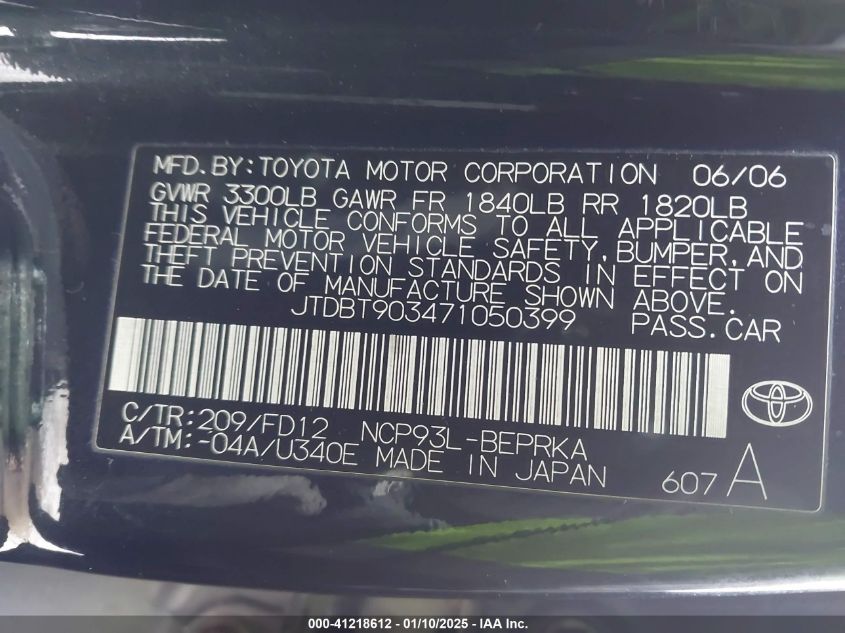 MFD.BY:TOYOTA MOTOR CORPORATION 06/06
GVWR 3300LB GAWR FR 1840LB RR 1820LB
THIS VEHICLE CONFORMS TO ALL APPLICABLE
FEDERAL MOTOR VEHICLE SAFETY,BUMPER,AND
THEFT PREVENTION STANDARDS IN EFFECT ON
THE DATE OF MANUFACTURE SHOWN ABOVE.
JTDBT903471050399 PASS.CAR
C/TR:209/FD12 NCP93L-BEPRKA
A/TM:-04A/U340E MADE IN JAPAN
607 A
000-41218612 - 01/10/2025 - IAA Inc.